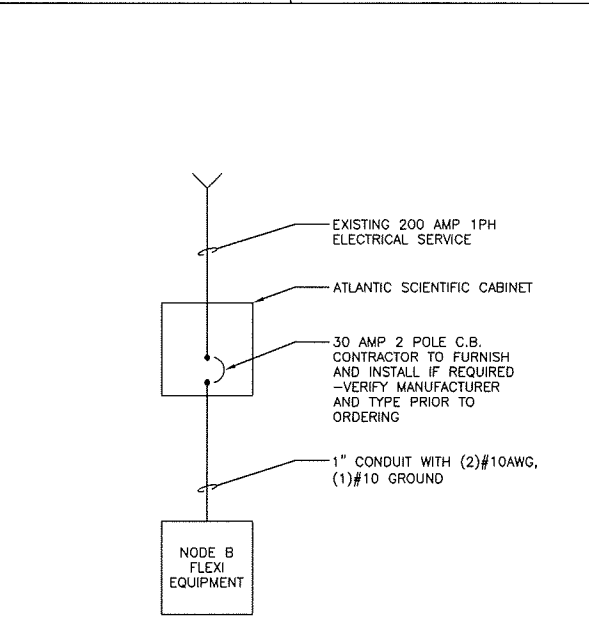 EXISTING 200 AMP 1PH
ELECTRICAL SERVICE
ATLANTIC SCIENTIFIC CABINET
30 AMP 2 POLE C.B.
CONTRACTOR TO FURNISH
AND INSTALL IF REQUIRED
-VERIFY MANUFACTURER
AND TYPE PRIOR TO
ORDERING
1" CONDUIT WITH (2)#10AWG,
(1)#10 GROUND
NODE B
FLEXI
EQUIPMENT